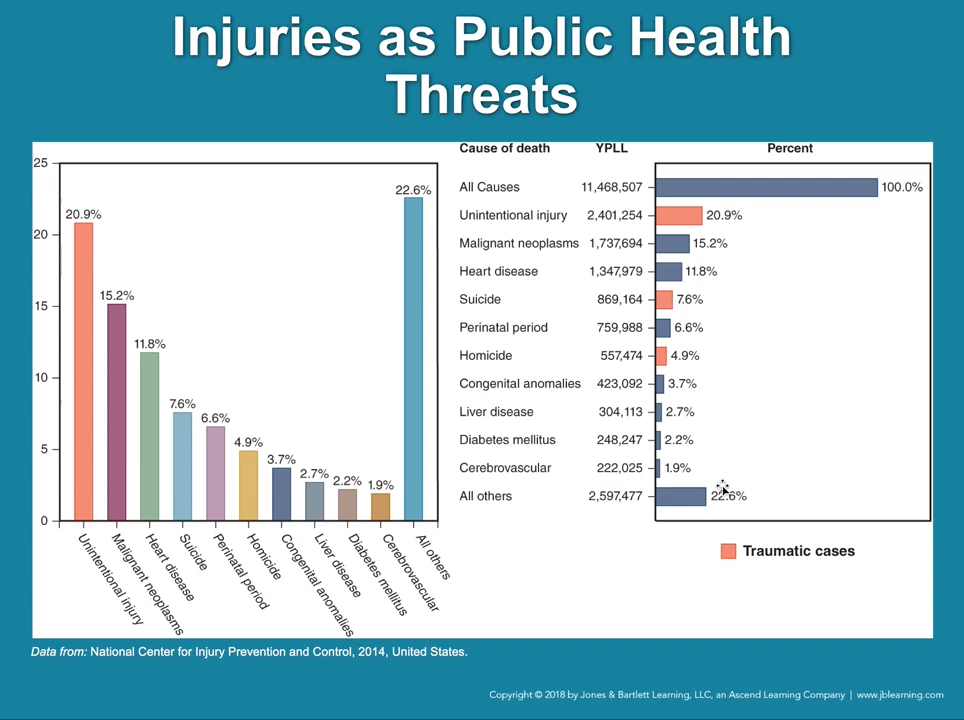 Injuries as Public Health
Threats
25
20
15
10
5
0
20.9%
15.2%
11.8%
7.6%
6.6%
4.9%
3.7%
2.7%
2.2%
1.9%
22.6%
Unintentional injury
Malignant neoplasms
Heart disease
Suicide
Perinatal period
Homicide
Congenital anomalies
Liver disease
Diabetes mellitus
Cerebrovascular
All others
Cause of death YPLL Percent
All Causes 11,468,507 100.0%
Unintentional injury 2,401,254 20.9%
Malignant neoplasms 1,737,694 15.2%
Heart disease 1,347,979 11.8%
Suicide 869,164 7.6%
Perinatal period 759,988 6.6%
Homicide 557,474 4.9%
Congenital anomalies 423,092 3.7%
Liver disease 304,113 2.7%
Diabetes mellitus 248,247 2.2%
Cerebrovascular 222,025 1.9%
All others 2,597,477 22.6%
Traumatic cases
Data from: National Center for Injury Prevention and Control, 2014, United States.
Copyright © 2018 by Jones & Bartlett Learning, LLC, an Ascend Learning Company | www.jblearning.com